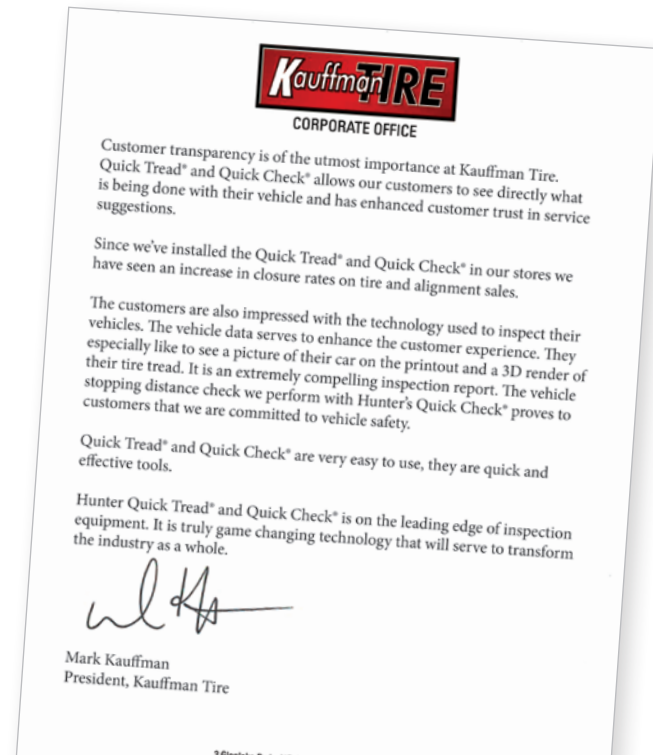 Kauffman TIRE
CORPORATE OFFICE
Customer transparency is of the utmost importance at Kauffman Tire.
Quick Tread® and Quick Check® allows our customers to see directly what
is being done with their vehicle and has enhanced customer trust in service
suggestions.
Since we've installed the Quick Tread® and Quick Check® in our stores we
have seen an increase in closure rates on tire and alignment sales.
The customers are also impressed with the technology used to inspect their
vehicles. The vehicle data serves to enhance the customer experience. They
especially like to see a picture of their car on the printout and a 3D render of
their tire tread. It is an extremely compelling inspection report. The vehicle
stopping distance check we perform with Hunter's Quick Check® proves to
customers that we are committed to vehicle safety.
Quick Tread® and Quick Check® are very easy to use, they are quick and
effective tools.
Hunter Quick Tread® and Quick Check® is on the leading edge of inspection
equipment. It is truly game changing technology that will serve to transform
the industry as a whole.
Mark Kauffman
President, Kauffman Tire